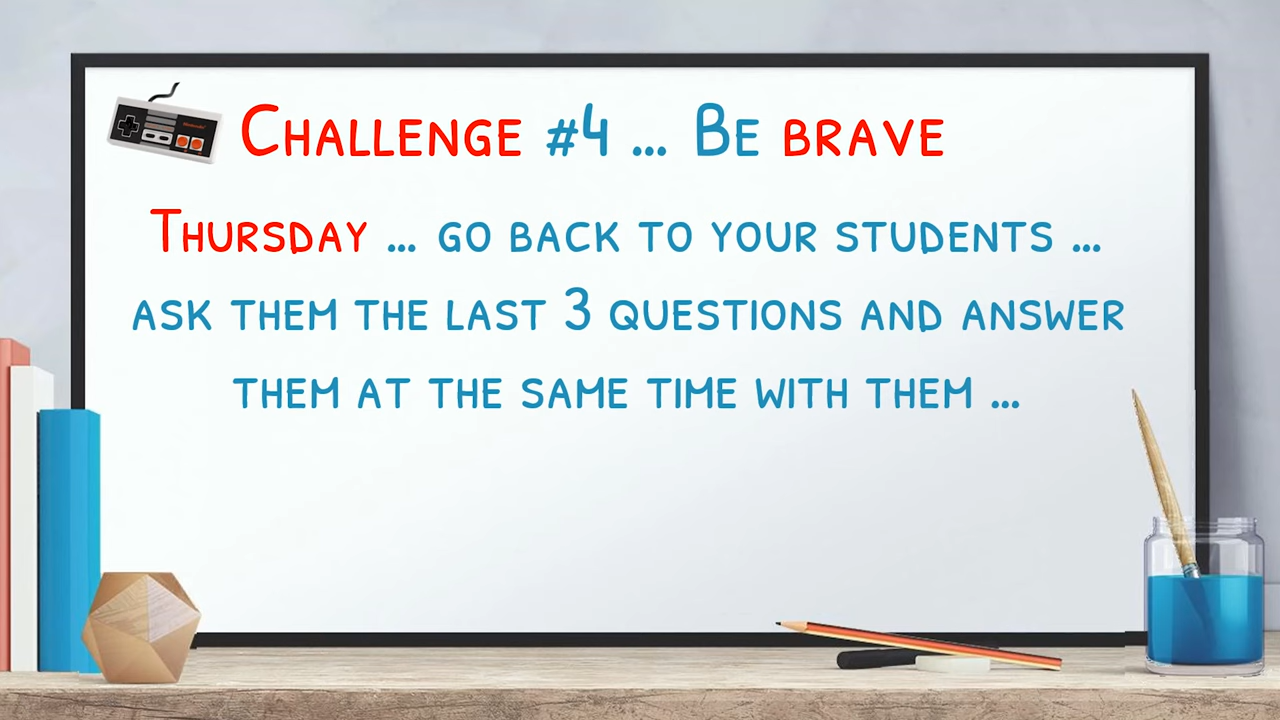 Challenge #4 ... Be brave
Thursday ... go back to your students ...
ask them the last 3 questions and answer
them at the same time with them ...